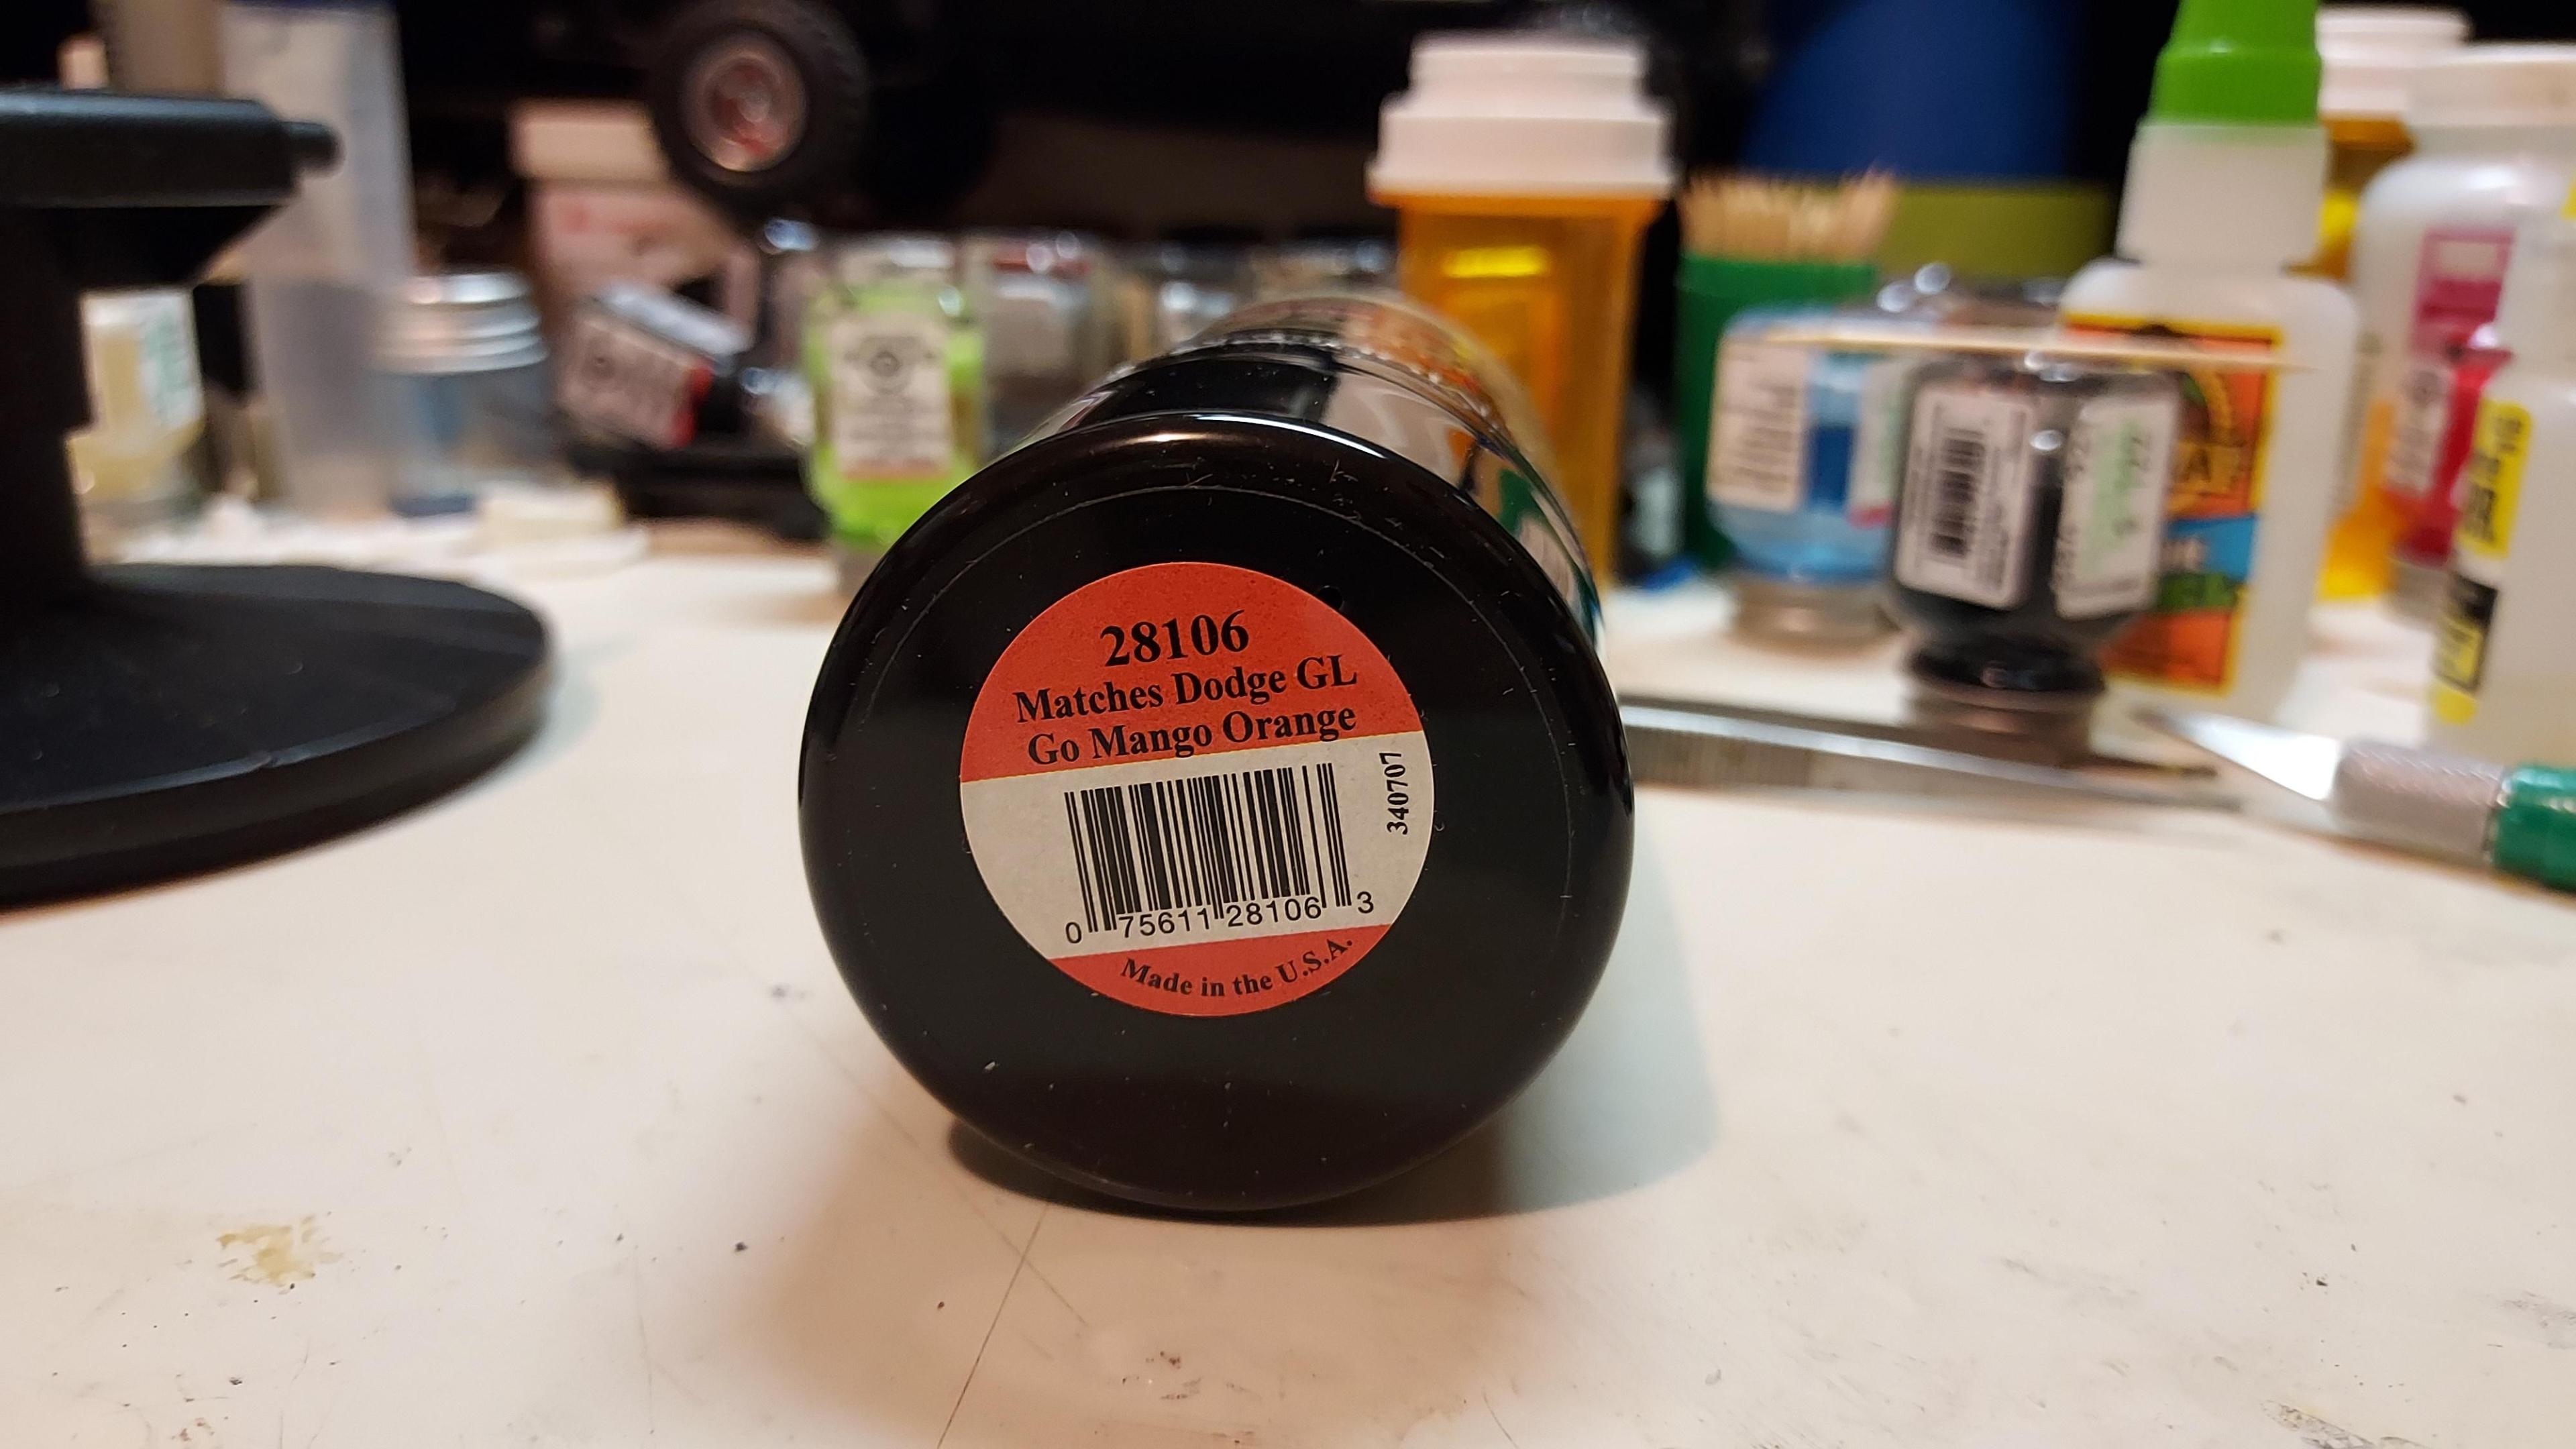 28106
Matches Dodge GL
Go Mango Orange
340707
0 75611 28106 3
Made in the U.S.A.